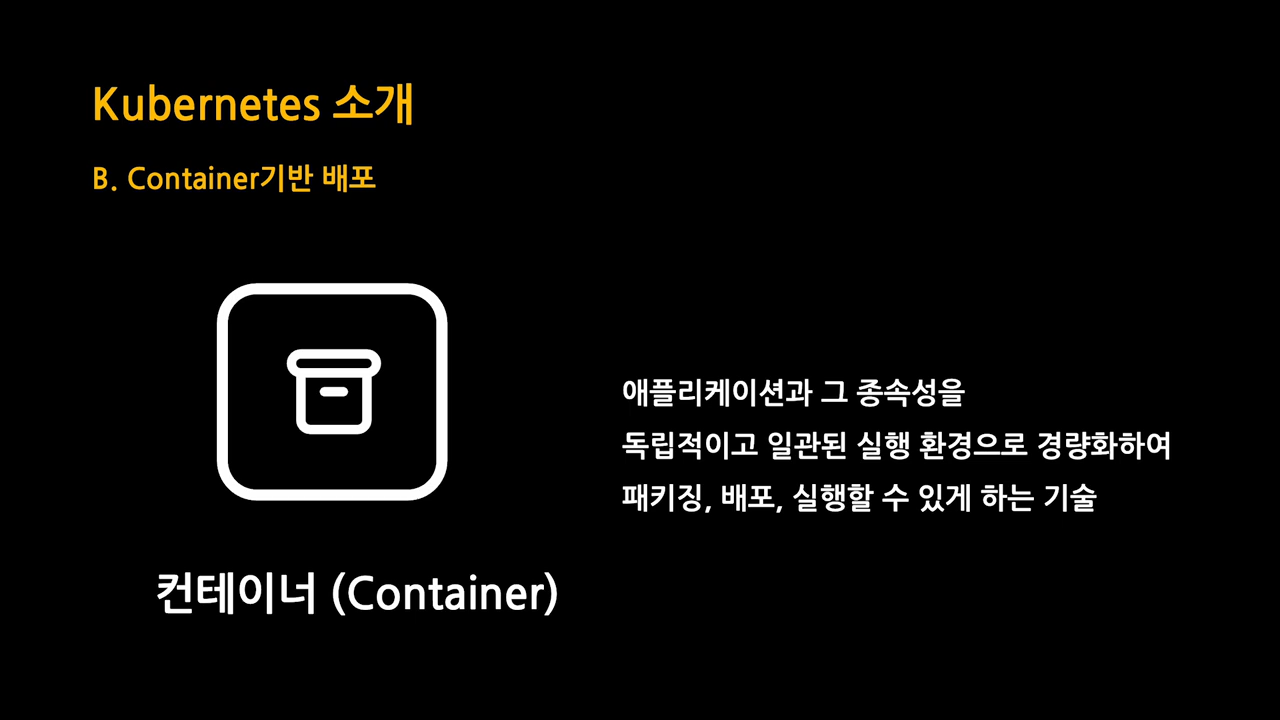 Kubernetes 소개
B. Container기반 배포
애플리케이션과 그 종속성을
독립적이고 일관된 실행 환경으로 경량화하여
패키징, 배포, 실행할 수 있게 하는 기술
컨테이너 (Container)